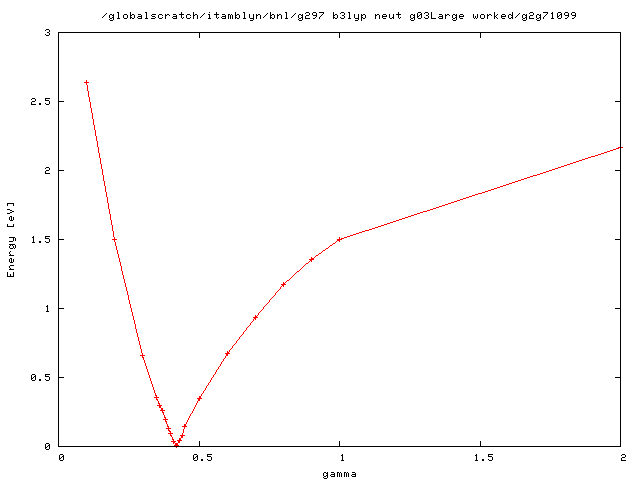 /globalscratch/itamblyn/bnl/g297 b3lyp neut g03Large worked/g2g71099
3
2.5
2
1.5
1
0.5
0
Energy [eV]
0 0.5 1 1.5 2
gamma